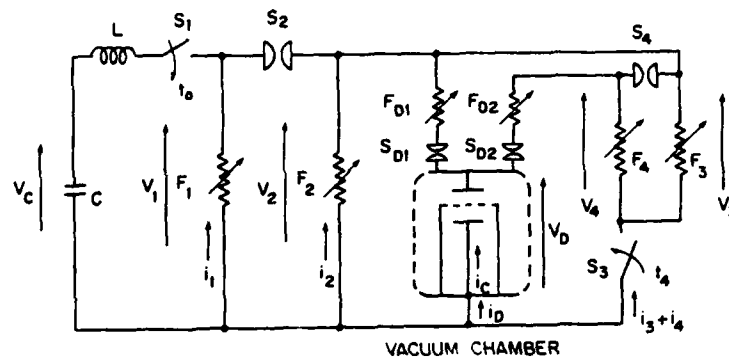 L
S1
S2
S4
t0
FD1
FD2
SD1
SD2
VC
C
V1
F1
V2
F2
V4
F4
F3
VD
S3
t4
i1
i2
iC
iD
i3+i4
VACUUM CHAMBER